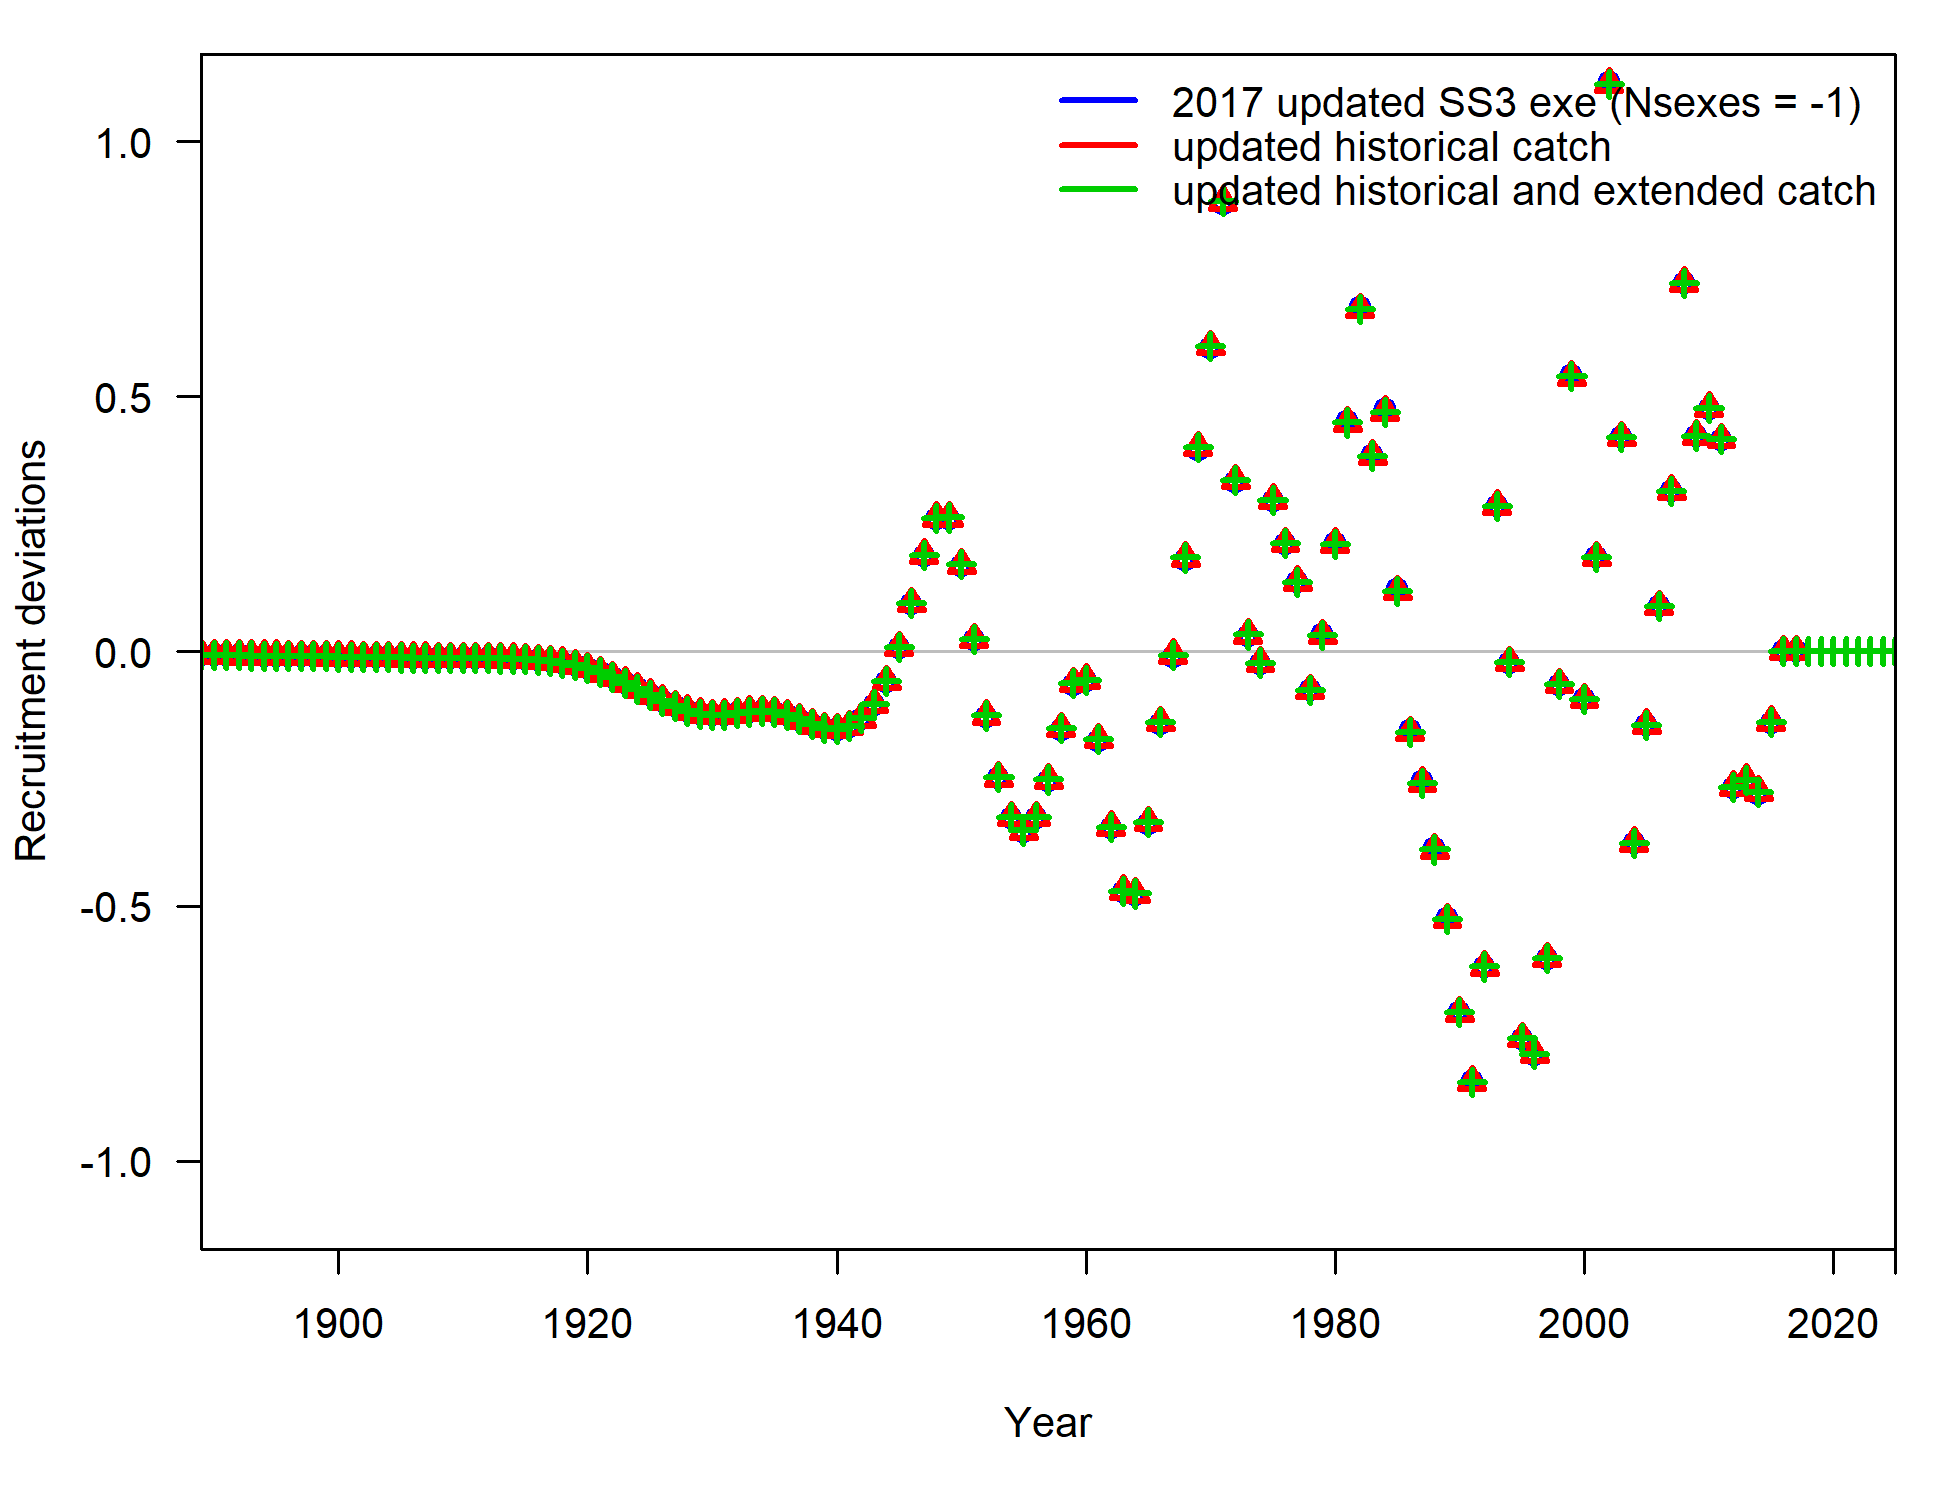 2017 updated SS3 exe (Nsexes = -1)
updated historical catch
updated historical and extended catch
1.0
0.5
0.0
-0.5
-1.0
Recruitment deviations
1900 1920 1940 1960 1980 2000 2020
Year